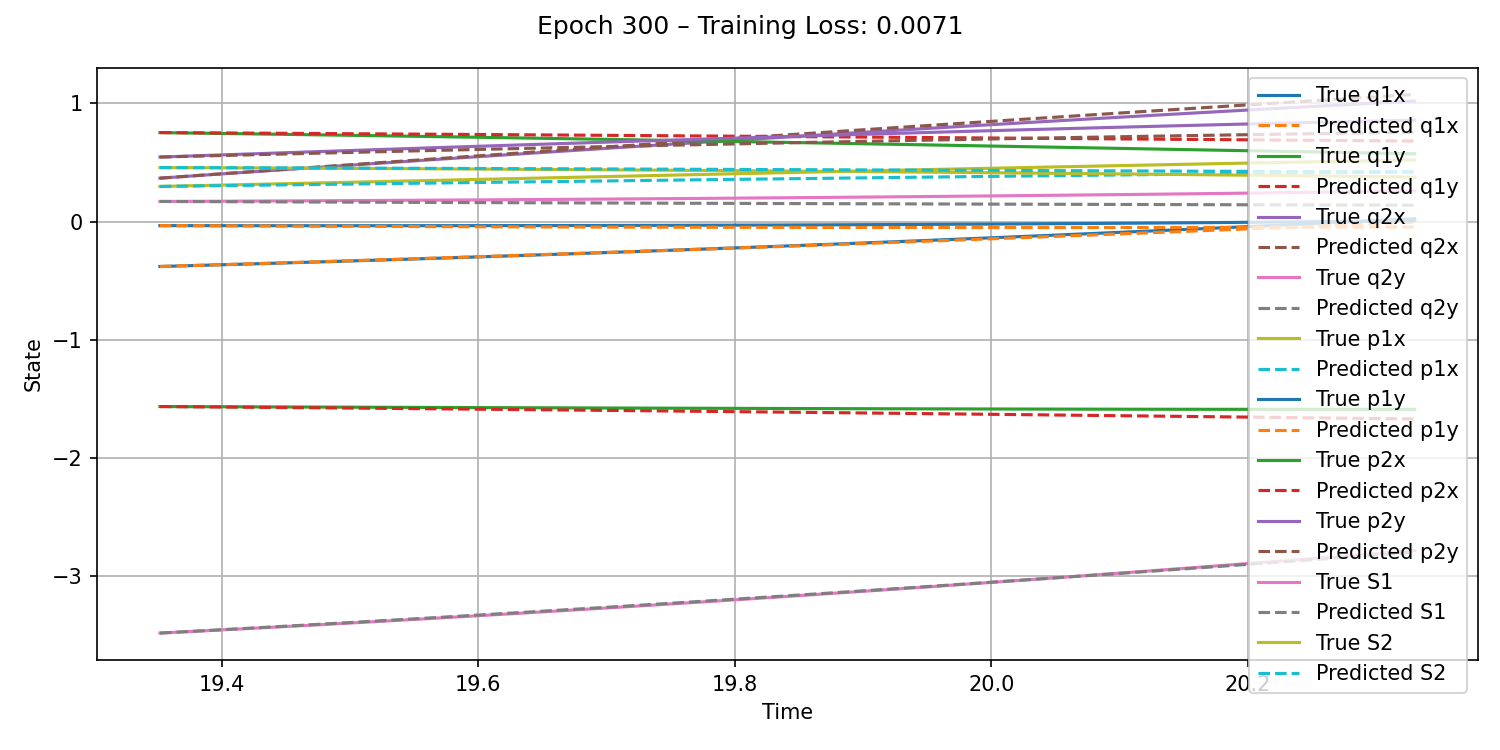 Epoch 300 – Training Loss: 0.0071
1
0
−1
−2
−3
State
19.4
19.6
19.8
20.0
20.2
Time
True q1x
Predicted q1x
True q1y
Predicted q1y
True q2x
Predicted q2x
True q2y
Predicted q2y
True p1x
Predicted p1x
True p1y
Predicted p1y
True p2x
Predicted p2x
True p2y
Predicted p2y
True S1
Predicted S1
True S2
Predicted S2